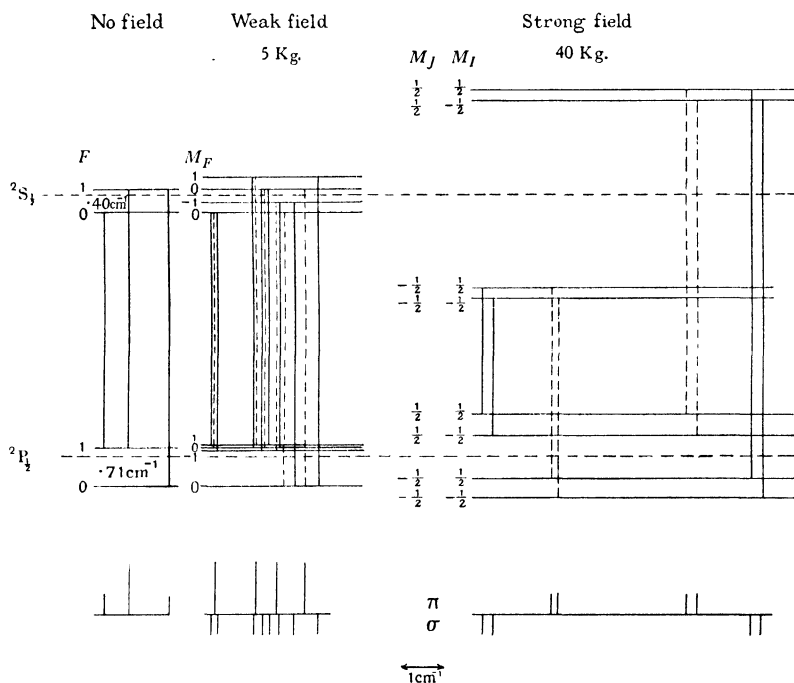 No field Weak field Strong field
5 Kg. M_J M_I 40 Kg.
½ ½
½ -½
F M_F
1 1
²S½ 0
·40cm⁻¹ -1
0 0
-½ ½
-½ -½
½ ½
1 1
½ -½
0
²P½ 1
·71cm⁻¹
-½ ½
0 0
-½ -½
π
σ
1cm⁻¹